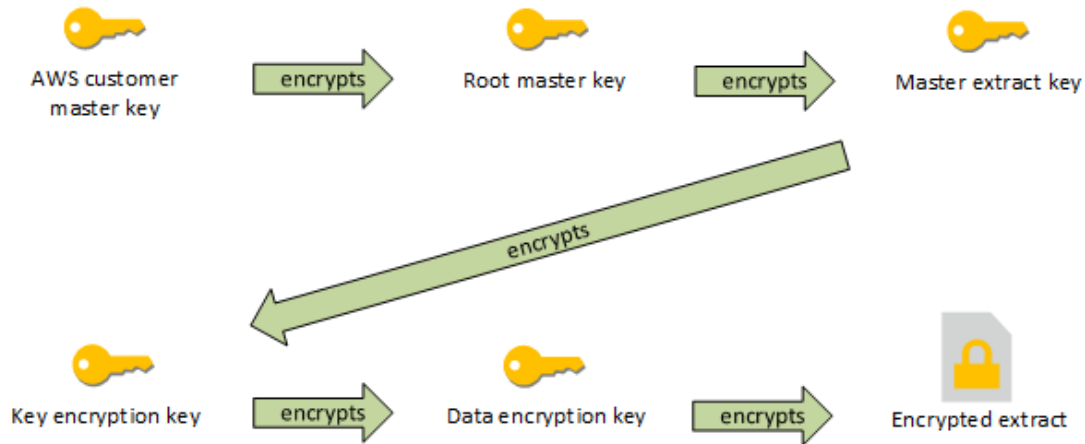 AWS customer
master key
encrypts
Root master key
encrypts
Master extract key
encrypts
Key encryption key
encrypts
Data encryption key
encrypts
Encrypted extract